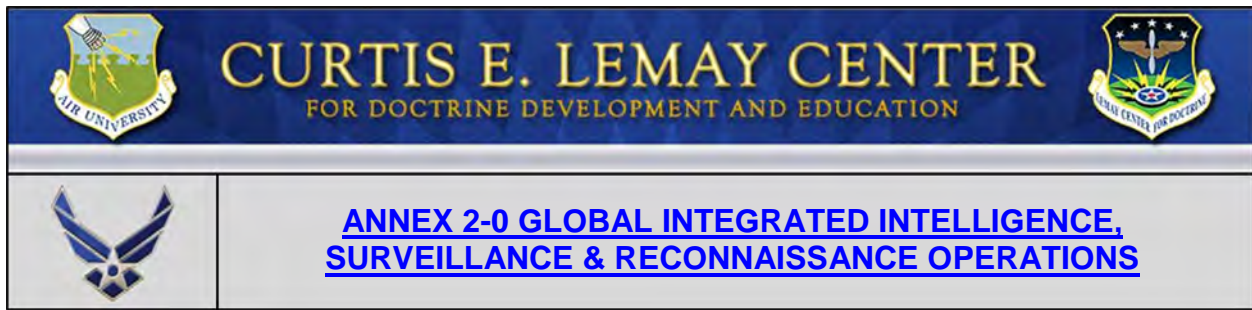 CURTIS E. LEMAY CENTER
FOR DOCTRINE DEVELOPMENT AND EDUCATION
AIR UNIVERSITY
LEMAY CENTER FOR DOCTRINE
ANNEX 2-0 GLOBAL INTEGRATED INTELLIGENCE,
SURVEILLANCE & RECONNAISSANCE OPERATIONS